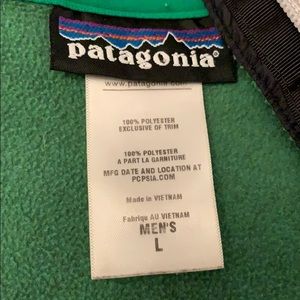 patagonia®
www.patagonia.com
100% POLYESTER
EXCLUSIVE OF TRIM
100% POLYESTER
A PART LA GARNITURE
MFG DATE AND LOCATION AT
PCPSIA.COM
Made in VIETNAM
Fabriqu AU VIETNAM
MEN'S
L